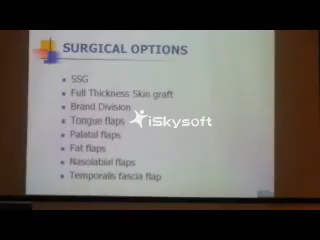 SURGICAL OPTIONS
SSG
Full Thickness Skin graft
Brand Division
Tongue flaps
iSkysoft
Palatal flaps
Fat flaps
Nasolabial flaps
Temporalis fascia flap